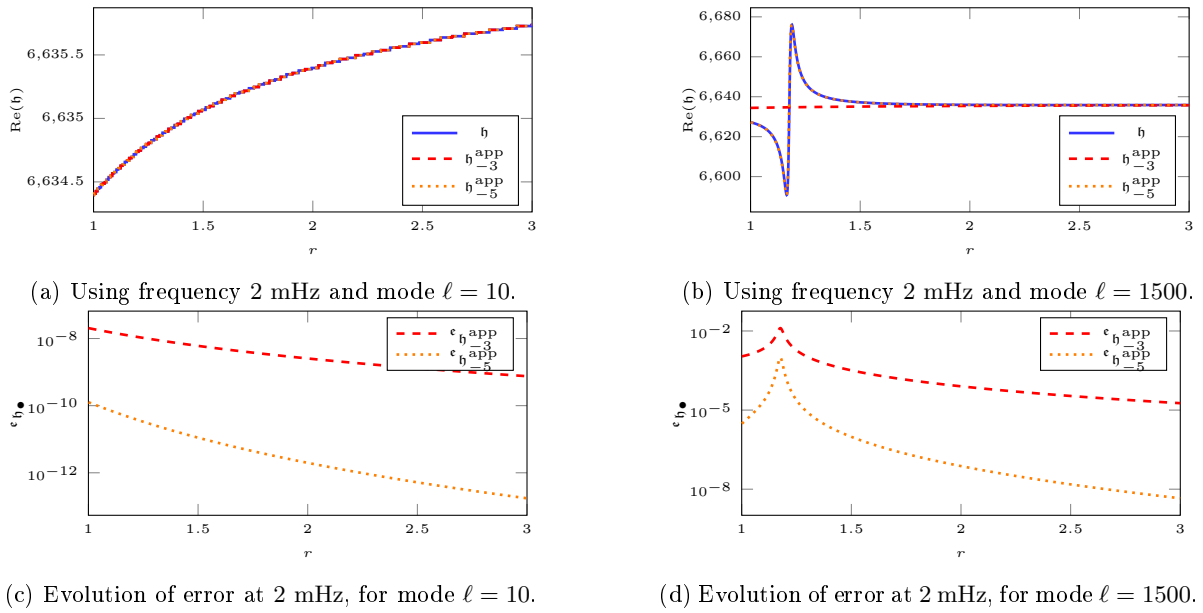 6,635.5
6,635
6,634.5
Re(𝔥)
1
1.5
2
2.5
3
r
𝔥
𝔥^app_−3
𝔥^app_−5
6,680
6,660
6,640
6,620
6,600
Re(𝔥)
1
1.5
2
2.5
3
r
𝔥
𝔥^app_−3
𝔥^app_−5
(a) Using frequency 2 mHz and mode ℓ = 10.
(b) Using frequency 2 mHz and mode ℓ = 1500.
10^−8
10^−10
10^−12
𝔢_𝔥●
1
1.5
2
2.5
3
r
𝔢_𝔥^app_−3
𝔢_𝔥^app_−5
10^−2
10^−5
10^−8
𝔢_𝔥●
1
1.5
2
2.5
3
r
𝔢_𝔥^app_−3
𝔢_𝔥^app_−5
(c) Evolution of error at 2 mHz, for mode ℓ = 10.
(d) Evolution of error at 2 mHz, for mode ℓ = 1500.